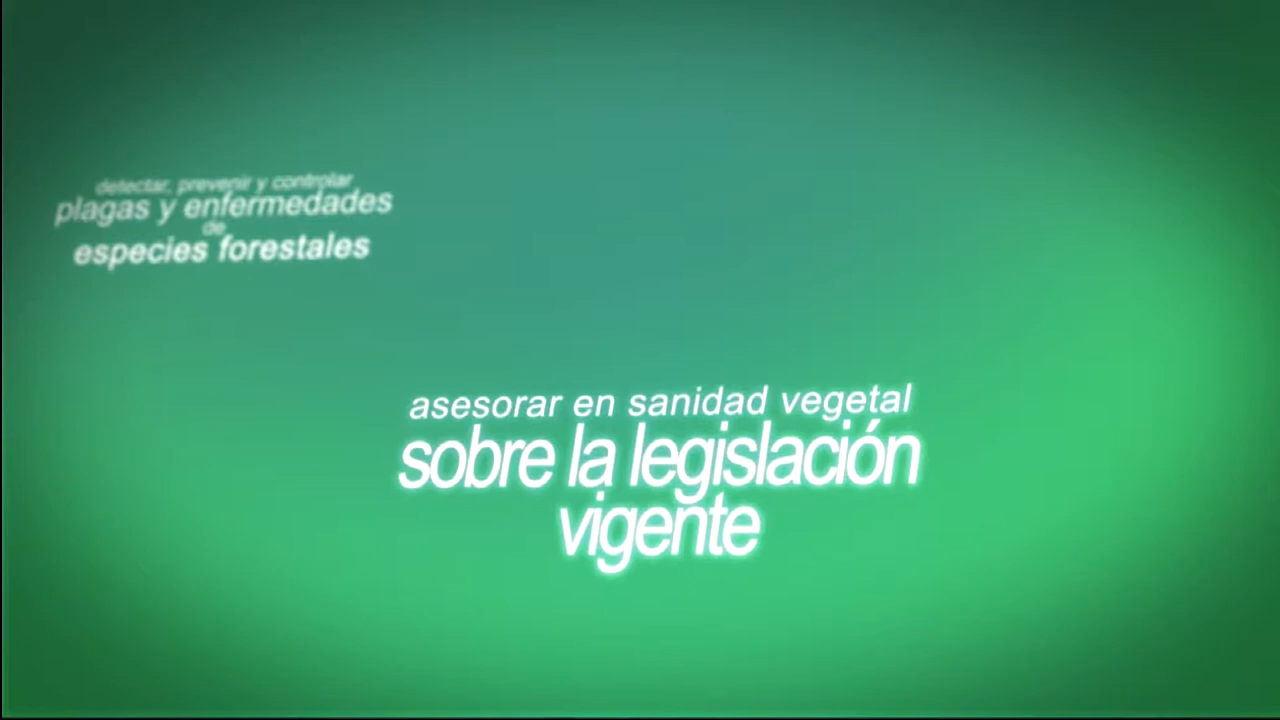 detectar, prevenir y controlar
plagas y enfermedades
de
especies forestales
asesorar en sanidad vegetal
sobre la legislación
vigente